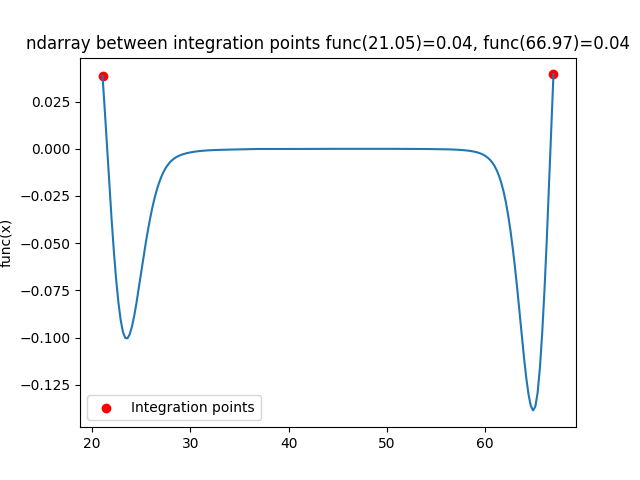 ndarray between integration points func(21.05)=0.04, func(66.97)=0.04
0.025
0.000
−0.025
−0.050
−0.075
−0.100
−0.125
func(x)
Integration points
20 30 40 50 60